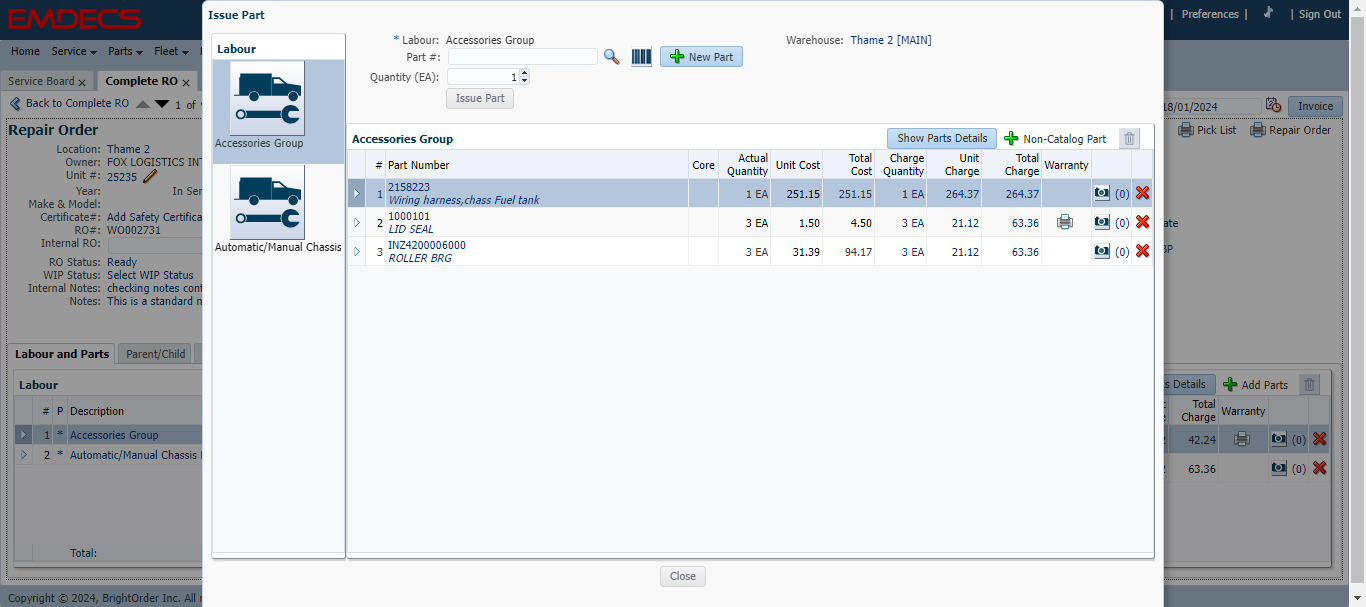 EMDECS
Preferences | | Sign Out
Home Service Parts Fleet
Service Board x Complete RO x
Back to Complete RO 1 of
18/01/2024 Invoice
Pick List Repair Order
Repair Order
Location: Thame 2
Owner: FOX LOGISTICS INT
Unit #: 25235
Year: In Ser
Make & Model:
Certificate#: Add Safety Certifica
RO#: WO002731
Internal RO:
RO Status: Ready
WIP Status: Select WIP Status
Internal Notes: checking notes cont
Notes: This is a standard n
Labour and Parts Parent/Child
Labour
# P Description
1 * Accessories Group
2 * Automatic/Manual Chassis
Total:
Copyright © 2024, BrightOrder Inc. All
Issue Part
Labour
Accessories Group
Automatic/Manual Chassis
* Labour: Accessories Group
Warehouse: Thame 2 [MAIN]
Part #: New Part
Quantity (EA): 1
Issue Part
Accessories Group Show Parts Details Non-Catalog Part
# Part Number Core Actual Quantity Unit Cost Total Cost Charge Quantity Unit Charge Total Charge Warranty
1 2158223 1 EA 251.15 251.15 1 EA 264.37 264.37 (0)
Wiring harness,chass Fuel tank
2 1000101 3 EA 1.50 4.50 3 EA 21.12 63.36 (0)
LID SEAL
3 INZ4200006000 3 EA 31.39 94.17 3 EA 21.12 63.36 (0)
ROLLER BRG
Close
ate
BP
s Details Add Parts
Total Charge Warranty
42.24 (0)
63.36 (0)